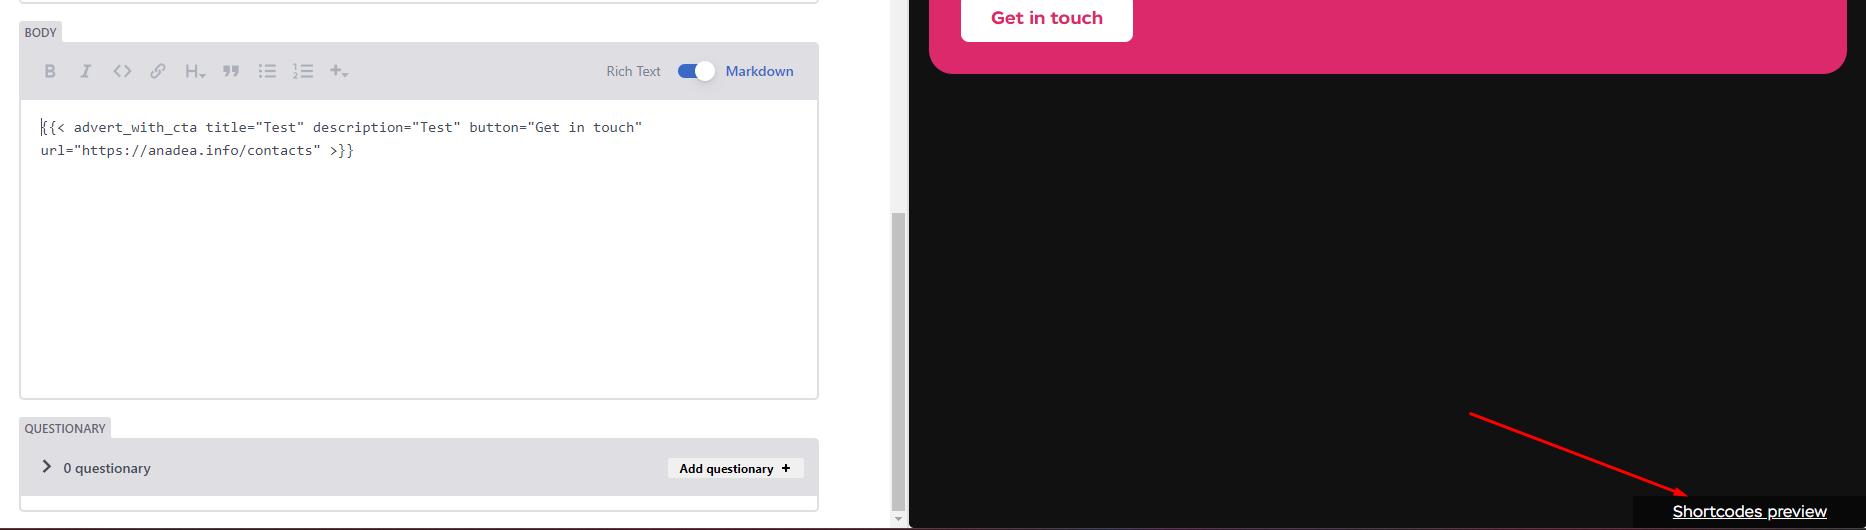 BODY
Rich Text Markdown
{{< advert_with_cta title="Test" description="Test" button="Get in touch"
url="https://anadea.info/contacts" >}}
QUESTIONARY
0 questionary
Add questionary +
Get in touch
Shortcodes preview